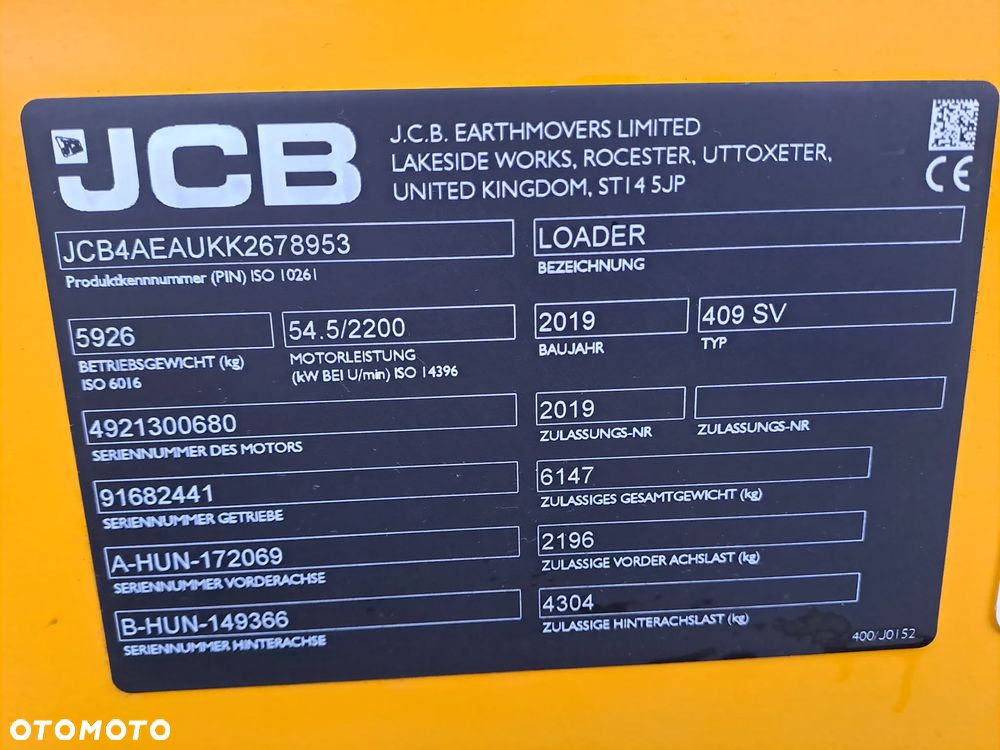 JCB
J.C.B. EARTHMOVERS LIMITED
LAKESIDE WORKS, ROCESTER, UTTOXETER,
UNITED KINGDOM, ST14 5JP
CE
JCB4AEAUKK2678953
Produktkennnummer (PIN) ISO 10261
LOADER
BEZEICHNUNG
5926
BETRIEBSGEWICHT (kg)
ISO 6016
54.5/2200
MOTORLEISTUNG
(kW BEI U/min) ISO 14396
2019
BAUJAHR
409 SV
TYP
4921300680
SERIENNUMMER DES MOTORS
2019
ZULASSUNGS-NR
ZULASSUNGS-NR
91682441
SERIENNUMMER GETRIEBE
6147
ZULASSIGES GESAMTGEWICHT (kg)
A-HUN-172069
SERIENNUMMER VORDERACHSE
2196
ZULASSIGE VORDER ACHSLAST (kg)
B-HUN-149366
SERIENNUMMER HINTERACHSE
4304
ZULASSIGE HINTERACHSLAST (kg)
400/J0152
OTOMOTO